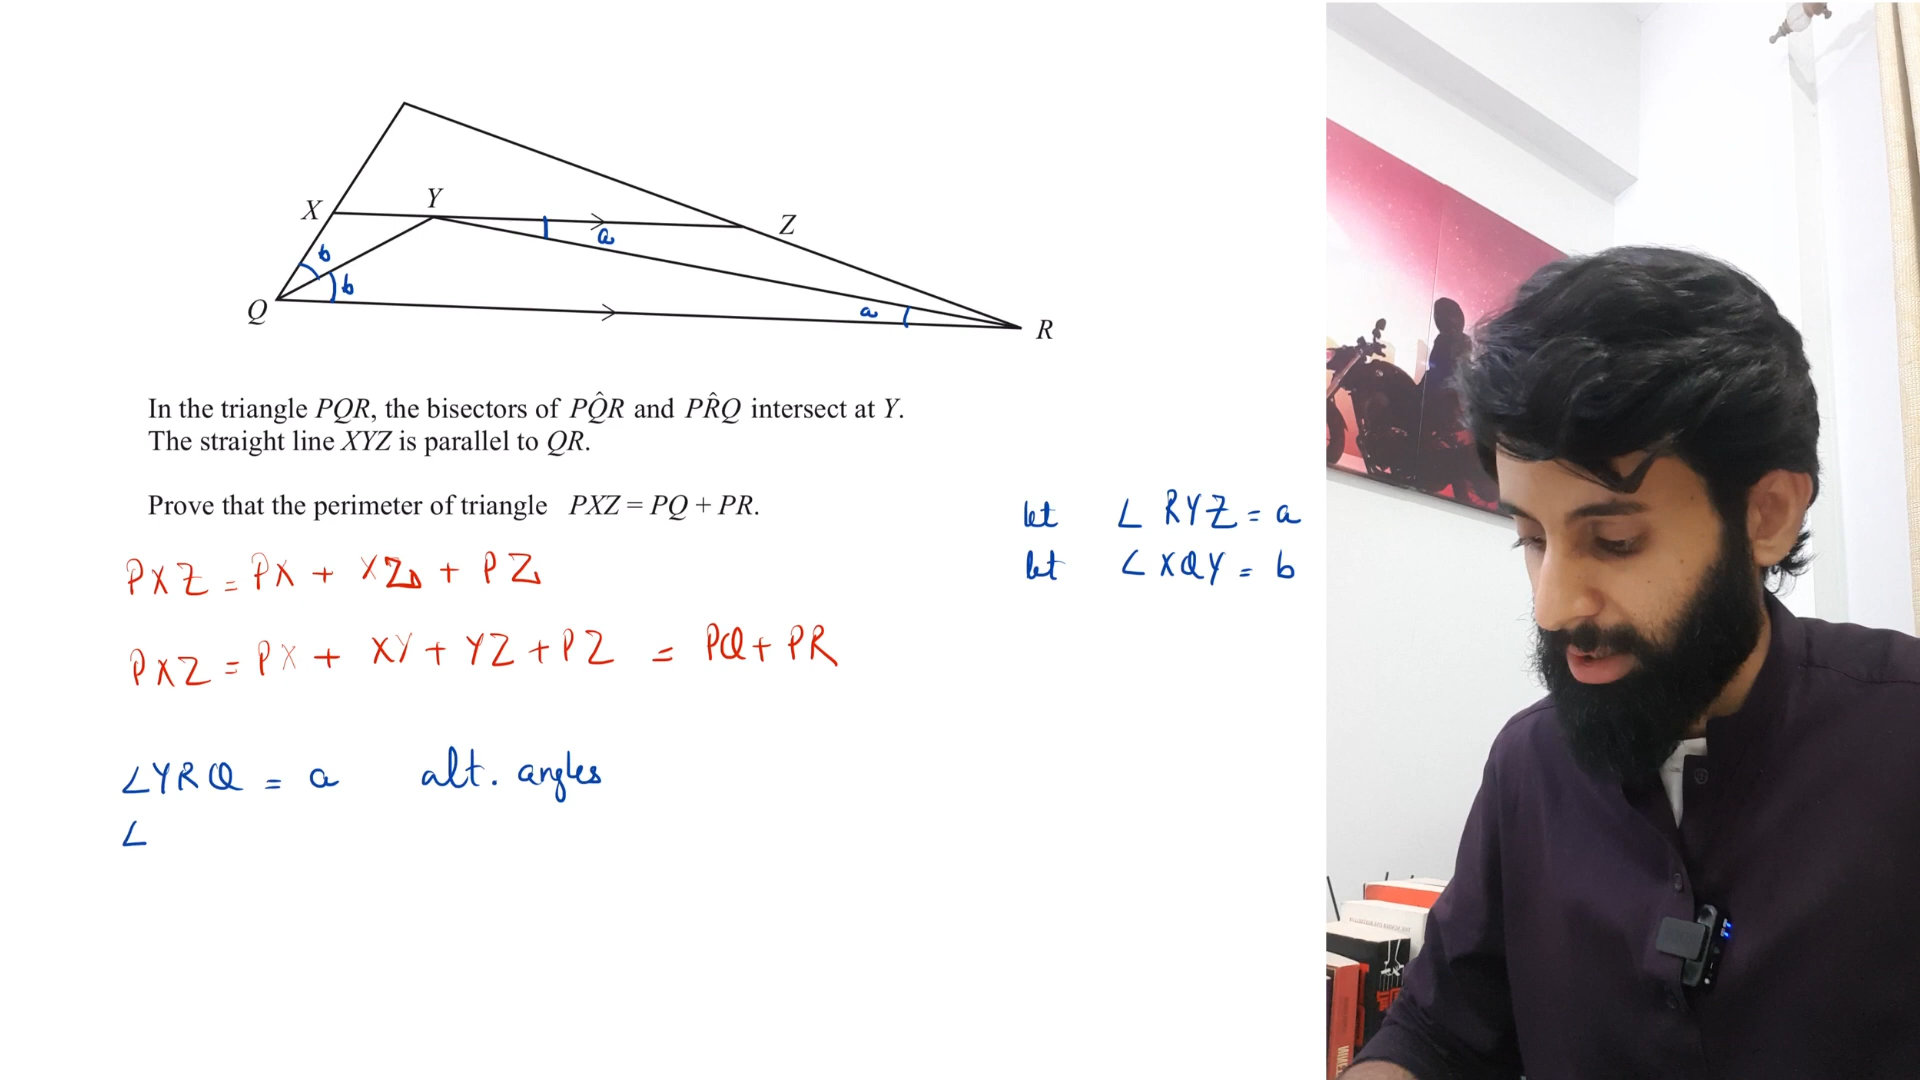 X
Y
Z
a
b
b
Q
a
R
In the triangle PQR, the bisectors of PQ̂R and PR̂Q intersect at Y.
The straight line XYZ is parallel to QR.
Prove that the perimeter of triangle PXZ = PQ + PR.
let ∠ RYZ = a
let ∠ XQY = b
PXZ = PX + XZ + PZ
PXZ = PX + XY + YZ + PZ = PQ + PR
∠YRQ = a alt. angles
∠